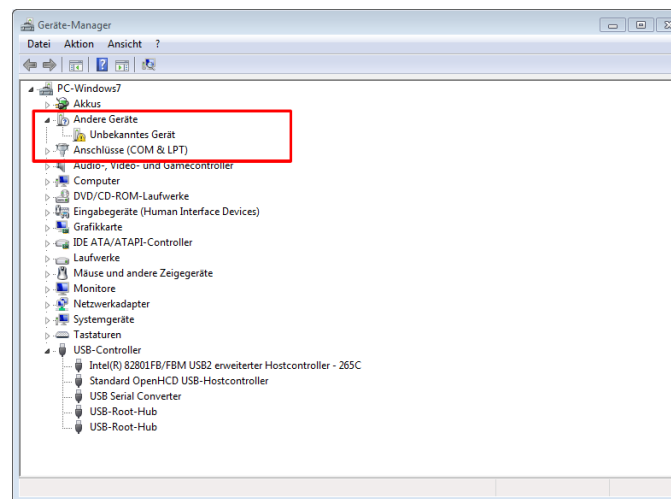 Geräte-Manager
Datei Aktion Ansicht ?
PC-Windows7
Akkus
Andere Geräte
Unbekanntes Gerät
Anschlüsse (COM & LPT)
Audio-, Video- und Gamecontroller
Computer
DVD/CD-ROM-Laufwerke
Eingabegeräte (Human Interface Devices)
Grafikkarte
IDE ATA/ATAPI-Controller
Laufwerke
Mäuse und andere Zeigegeräte
Monitore
Netzwerkadapter
Systemgeräte
Tastaturen
USB-Controller
Intel(R) 82801FB/FBM USB2 erweiterter Hostcontroller - 265C
Standard OpenHCD USB-Hostcontroller
USB Serial Converter
USB-Root-Hub
USB-Root-Hub